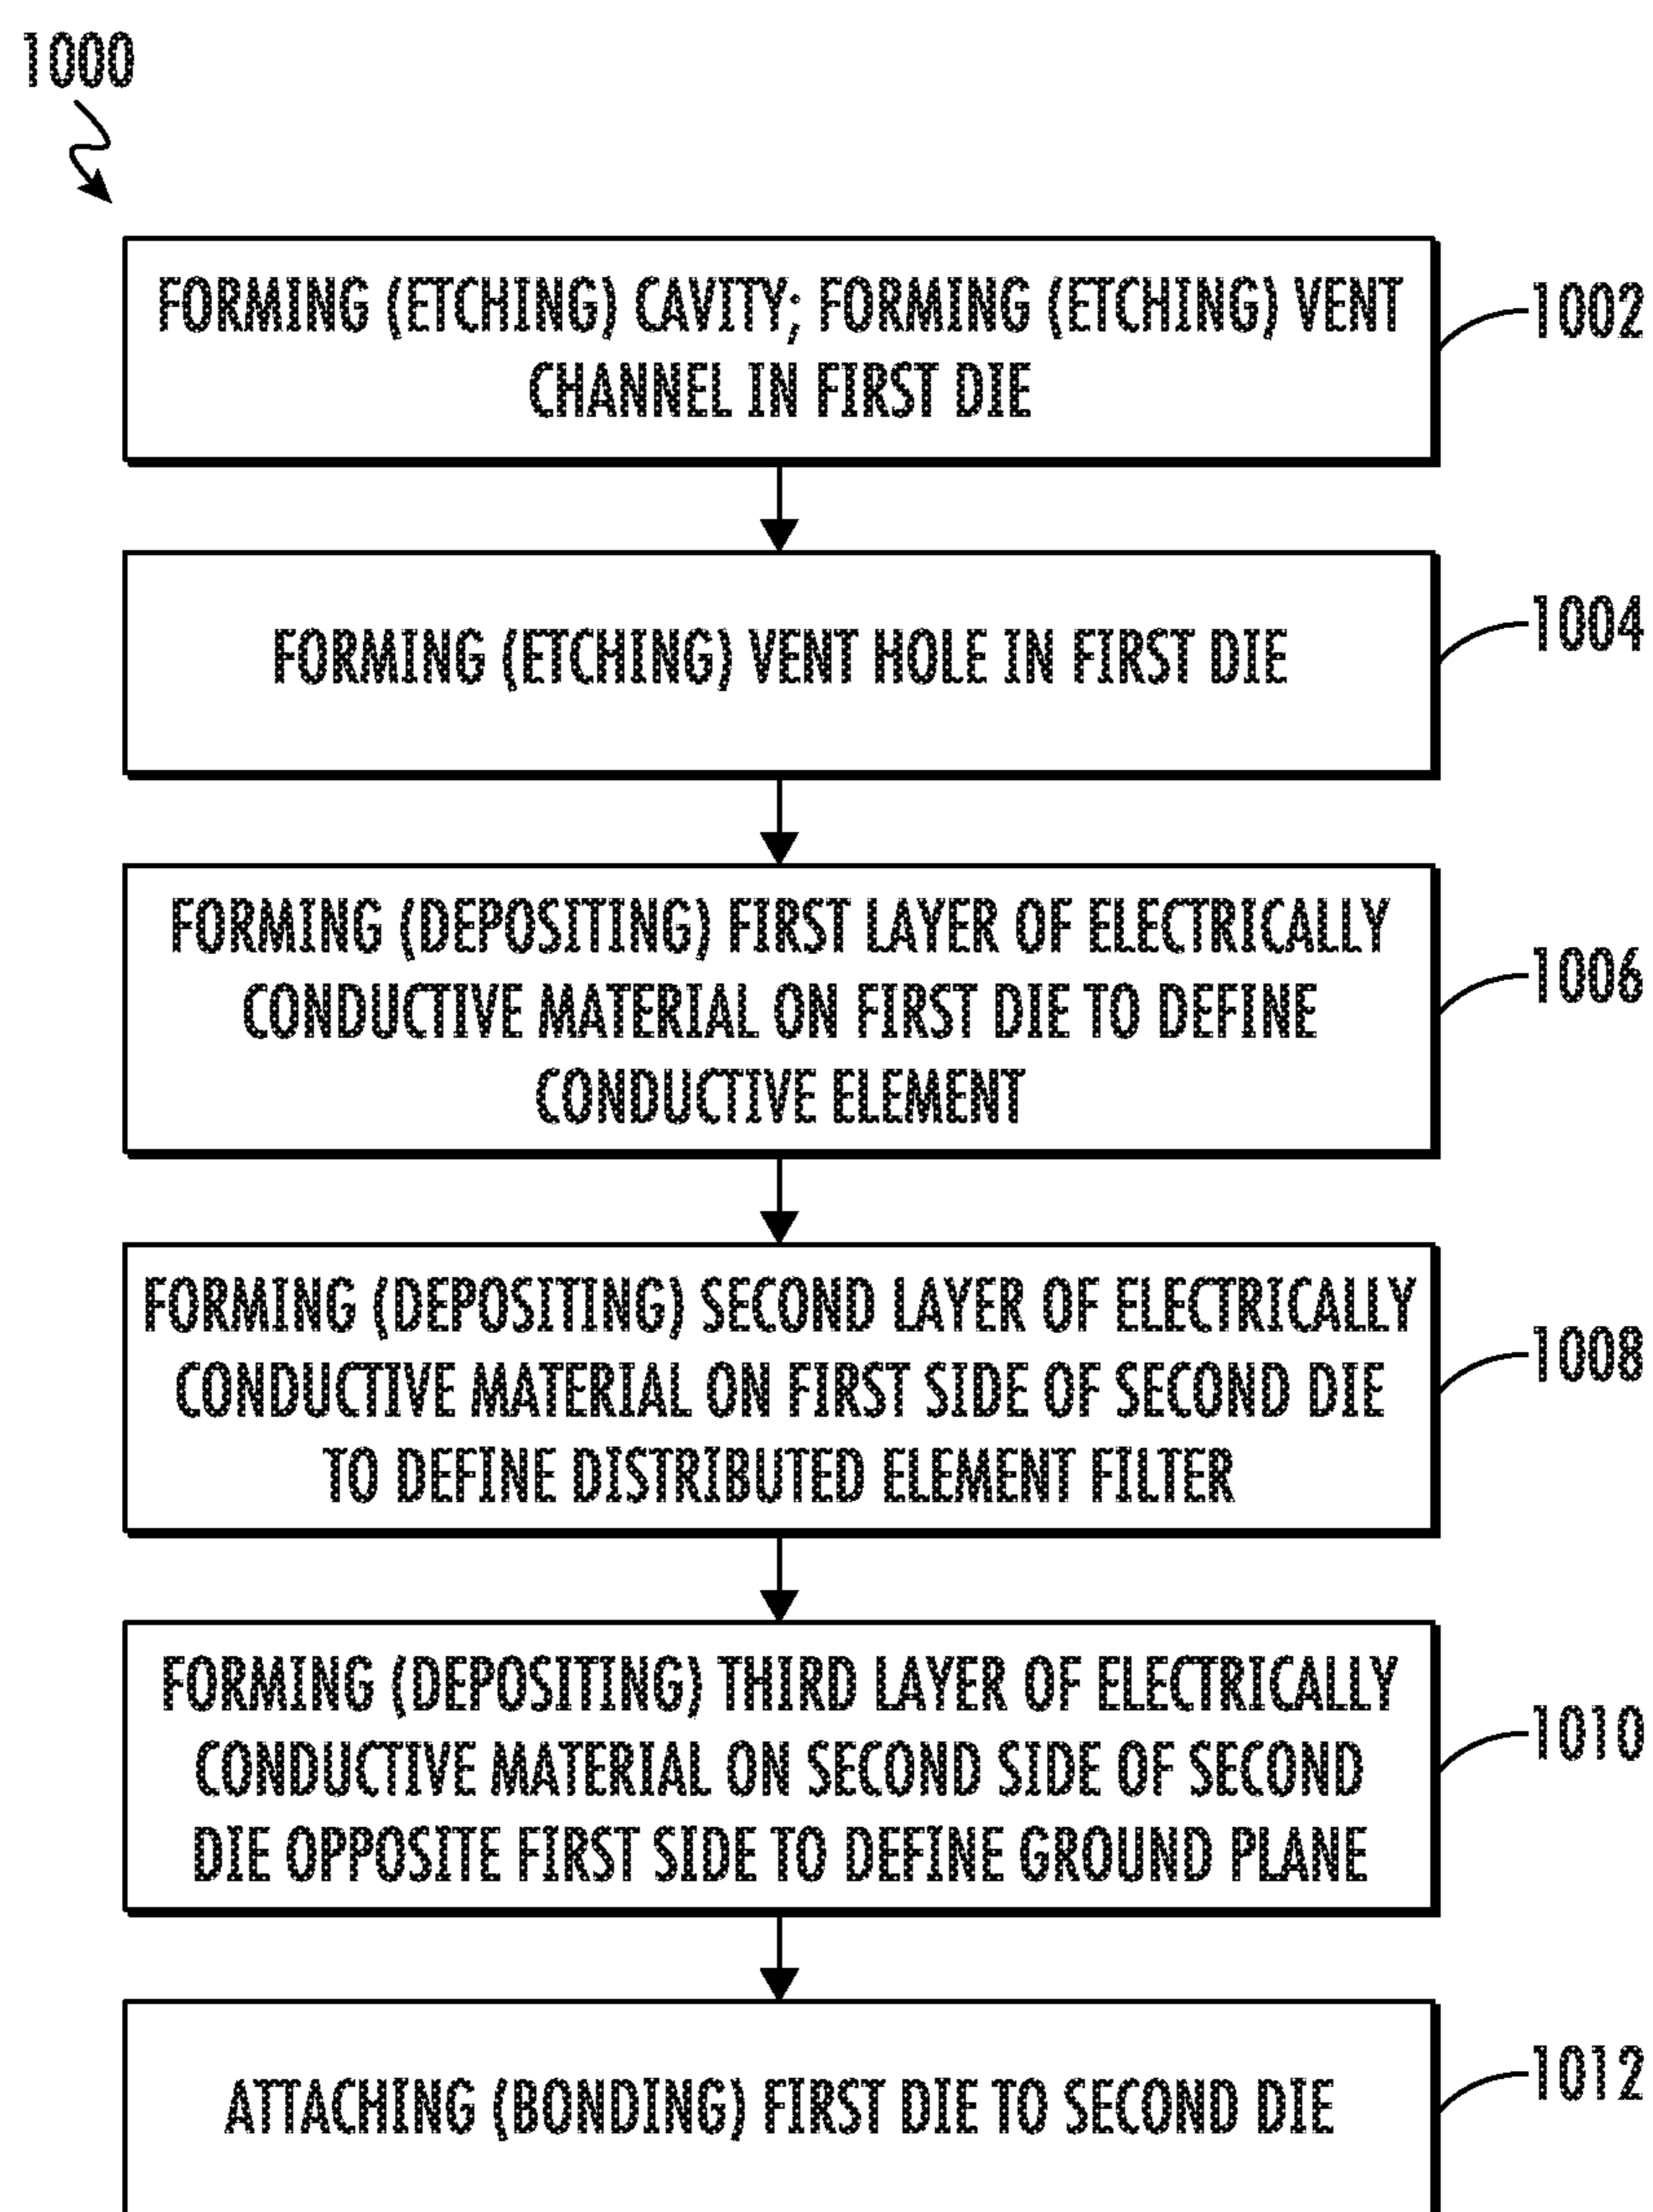 1000
FORMING (ETCHING) CAVITY; FORMING (ETCHING) VENT
CHANNEL IN FIRST DIE
1002
FORMING (ETCHING) VENT HOLE IN FIRST DIE
1004
FORMING (DEPOSITING) FIRST LAYER OF ELECTRICALLY
CONDUCTIVE MATERIAL ON FIRST DIE TO DEFINE
CONDUCTIVE ELEMENT
1006
FORMING (DEPOSITING) SECOND LAYER OF ELECTRICALLY
CONDUCTIVE MATERIAL ON FIRST SIDE OF SECOND DIE
TO DEFINE DISTRIBUTED ELEMENT FILTER
1008
FORMING (DEPOSITING) THIRD LAYER OF ELECTRICALLY
CONDUCTIVE MATERIAL ON SECOND SIDE OF SECOND
DIE OPPOSITE FIRST SIDE TO DEFINE GROUND PLANE
1010
ATTACHING (BONDING) FIRST DIE TO SECOND DIE
1012